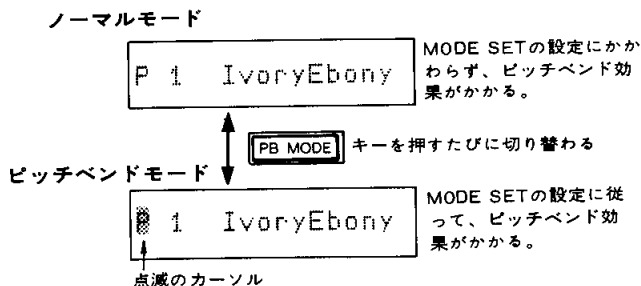 ノーマルモード
P 1 IvoryEbony
MODE SETの設定にかか
わらず、ピッチベンド効
果がかかる。
PB MODE キーを押すたびに切り替わる
ピッチベンドモード
P 1 IvoryEbony
MODE SETの設定に従
って、ピッチベンド効
果がかかる。
点滅のカーソル